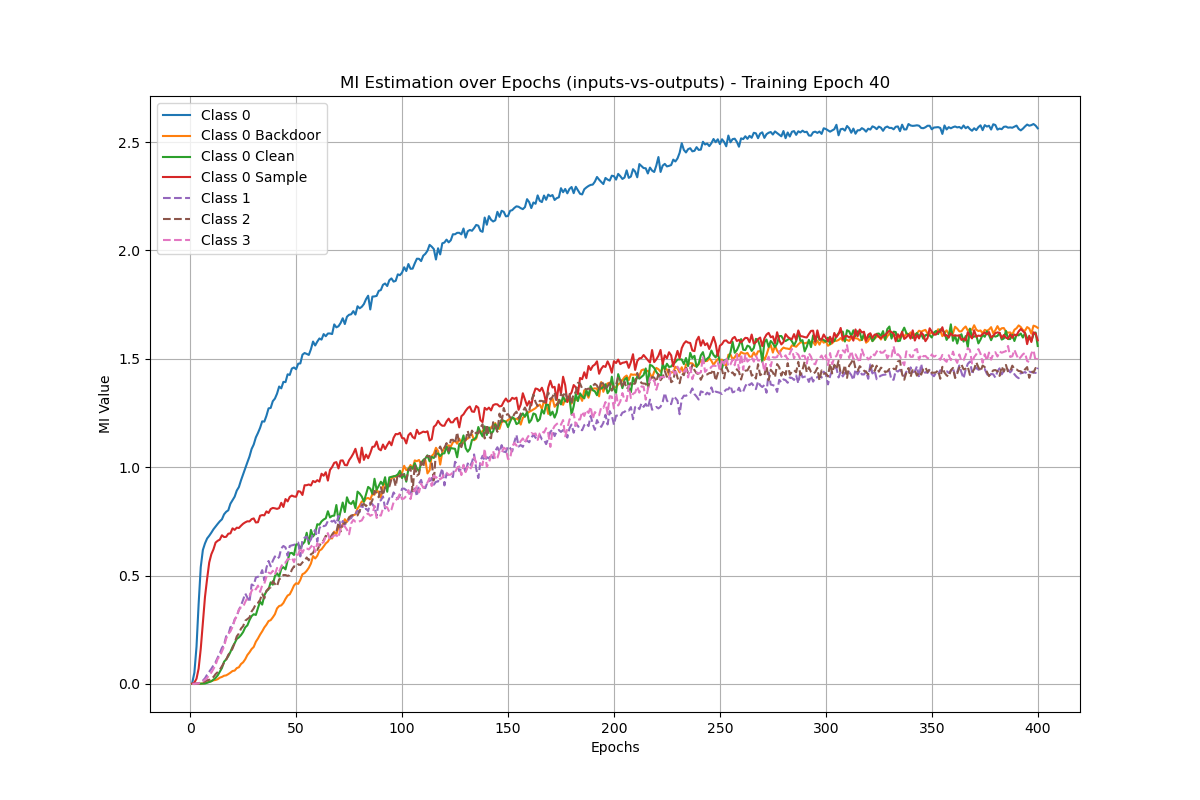 MI Estimation over Epochs (inputs-vs-outputs) - Training Epoch 40
Class 0
Class 0 Backdoor
Class 0 Clean
Class 0 Sample
Class 1
Class 2
Class 3
MI Value
2.5
2.0
1.5
1.0
0.5
0.0
0 50 100 150 200 250 300 350 400
Epochs